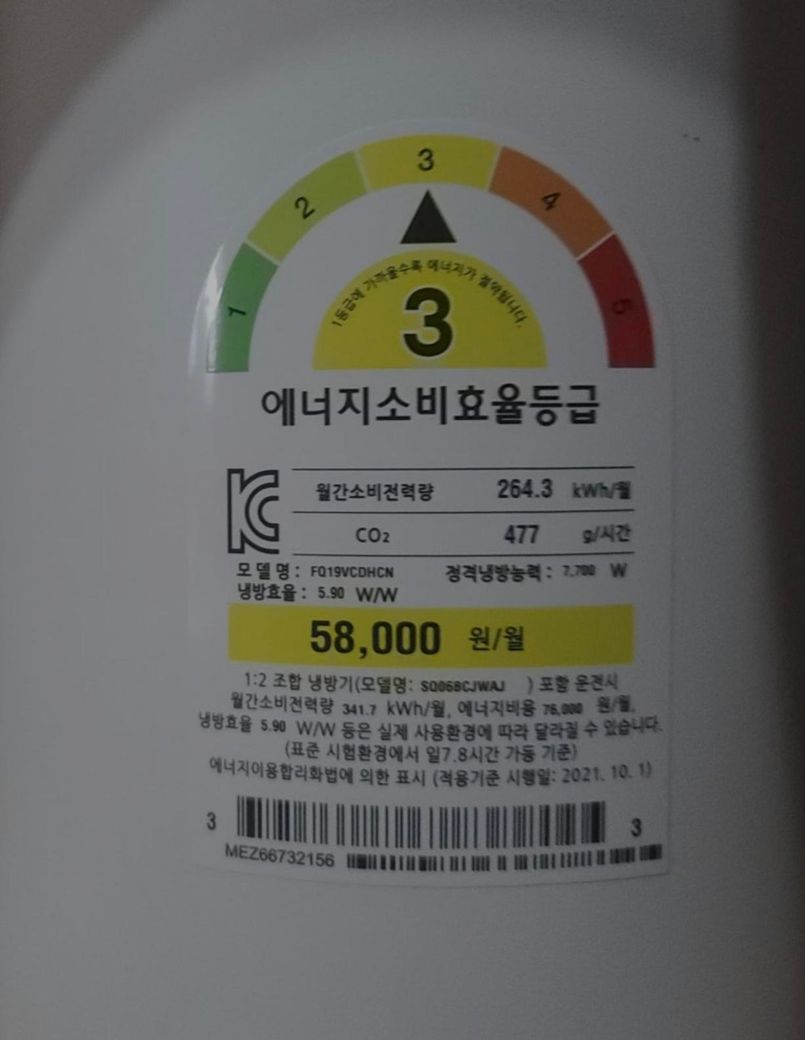 1 2 3 4 5
1등급에 가까울수록 에너지가 절약됩니다.
3
에너지소비효율등급
월간소비전력량 264.3 kWh/월
CO₂ 477 g/시간
모델명: FQ19VCDHCN 정격냉방능력: 7,700 W
냉방효율: 5.90 W/W
58,000 원/월
1:2 조합 냉방기(모델명: SQ06BCJWAJ ) 포함 운전시
월간소비전력량 341.7 kWh/월, 에너지비용 76,000 원/월,
냉방효율 5.90 W/W 등은 실제 사용환경에 따라 달라질 수 있습니다.
(표준 시험환경에서 일7.8시간 가동 기준)
에너지이용합리화법에 의한 표시 (적용기준 시행일: 2021. 10. 1)
3 3
MEZ66732156